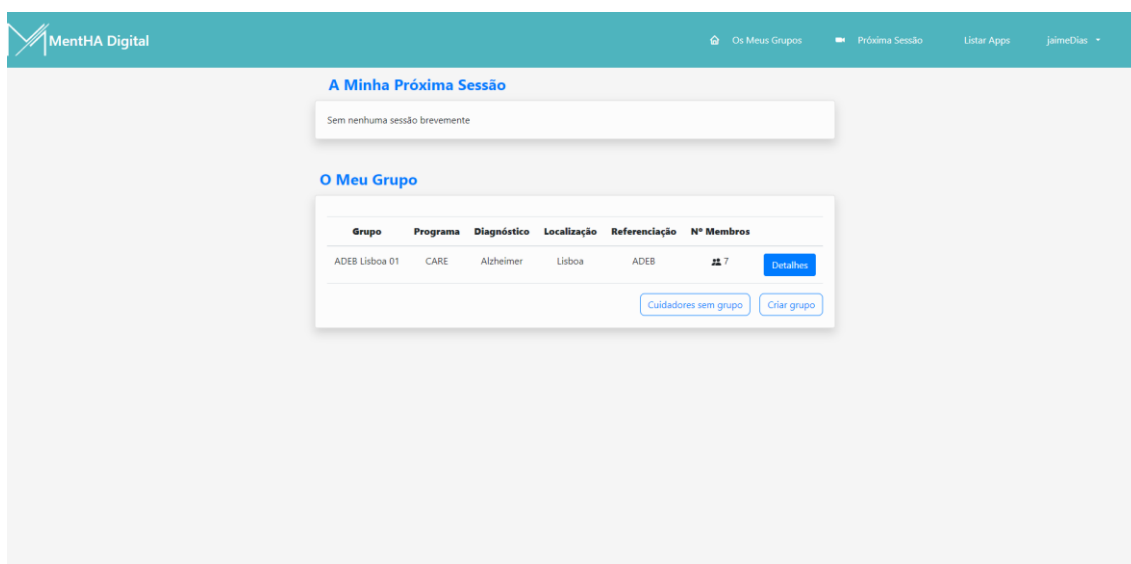 MentHA Digital
Os Meus Grupos Próxima Sessão Listar Apps jaimeDias
A Minha Próxima Sessão
Sem nenhuma sessão brevemente
O Meu Grupo
Grupo Programa Diagnóstico Localização Referenciação Nº Membros
ADEB Lisboa 01 CARE Alzheimer Lisboa ADEB 7 Detalhes
Cuidadores sem grupo Criar grupo